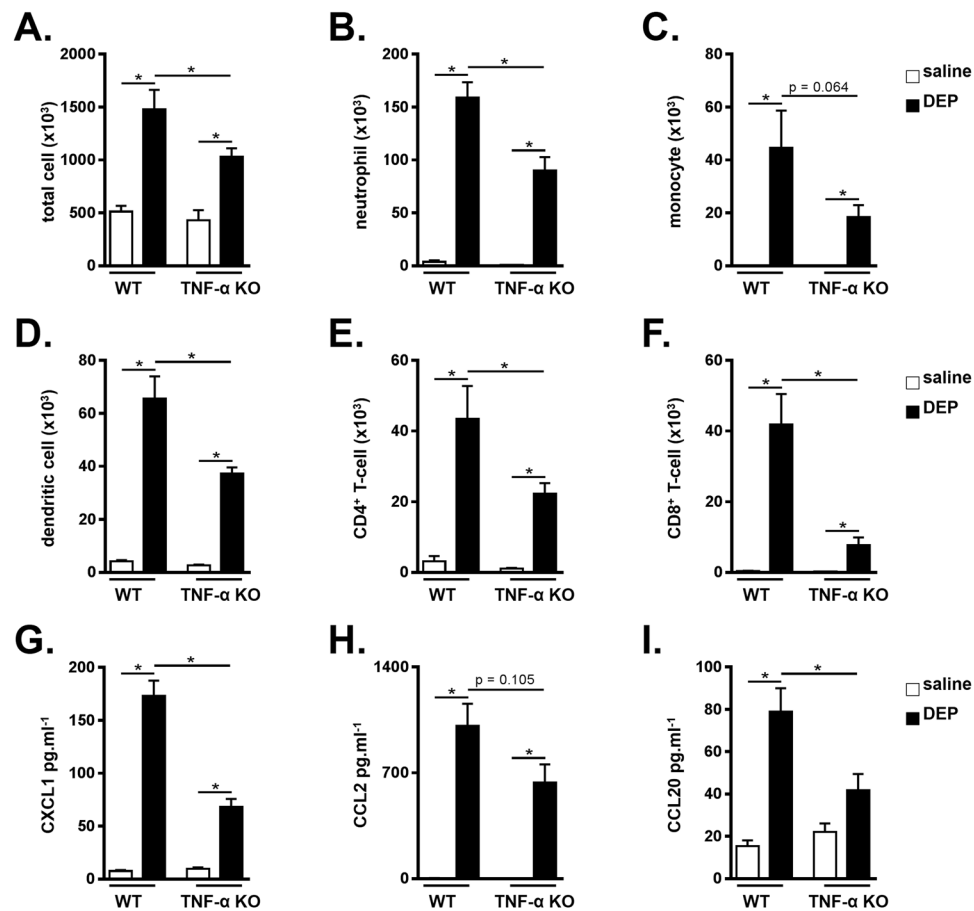 A.
total cell (x10³)
2000
1500
1000
500
0
*
*
*
WT
TNF-α KO
B.
neutrophil (x10³)
200
150
100
50
0
*
*
*
WT
TNF-α KO
C.
monocyte (x10³)
80
60
40
20
0
*
p = 0.064
*
WT
TNF-α KO
saline
DEP
D.
dendritic cell (x10³)
80
60
40
20
0
*
*
*
WT
TNF-α KO
E.
CD4⁺ T-cell (x10³)
60
40
20
0
*
*
*
WT
TNF-α KO
F.
CD8⁺ T-cell (x10³)
60
40
20
0
*
*
*
WT
TNF-α KO
saline
DEP
G.
CXCL1 pg.ml⁻¹
200
150
100
50
0
*
*
*
WT
TNF-α KO
H.
CCL2 pg.ml⁻¹
1400
700
0
*
p = 0.105
*
WT
TNF-α KO
I.
CCL20 pg.ml⁻¹
100
80
60
40
20
0
*
*
WT
TNF-α KO
saline
DEP